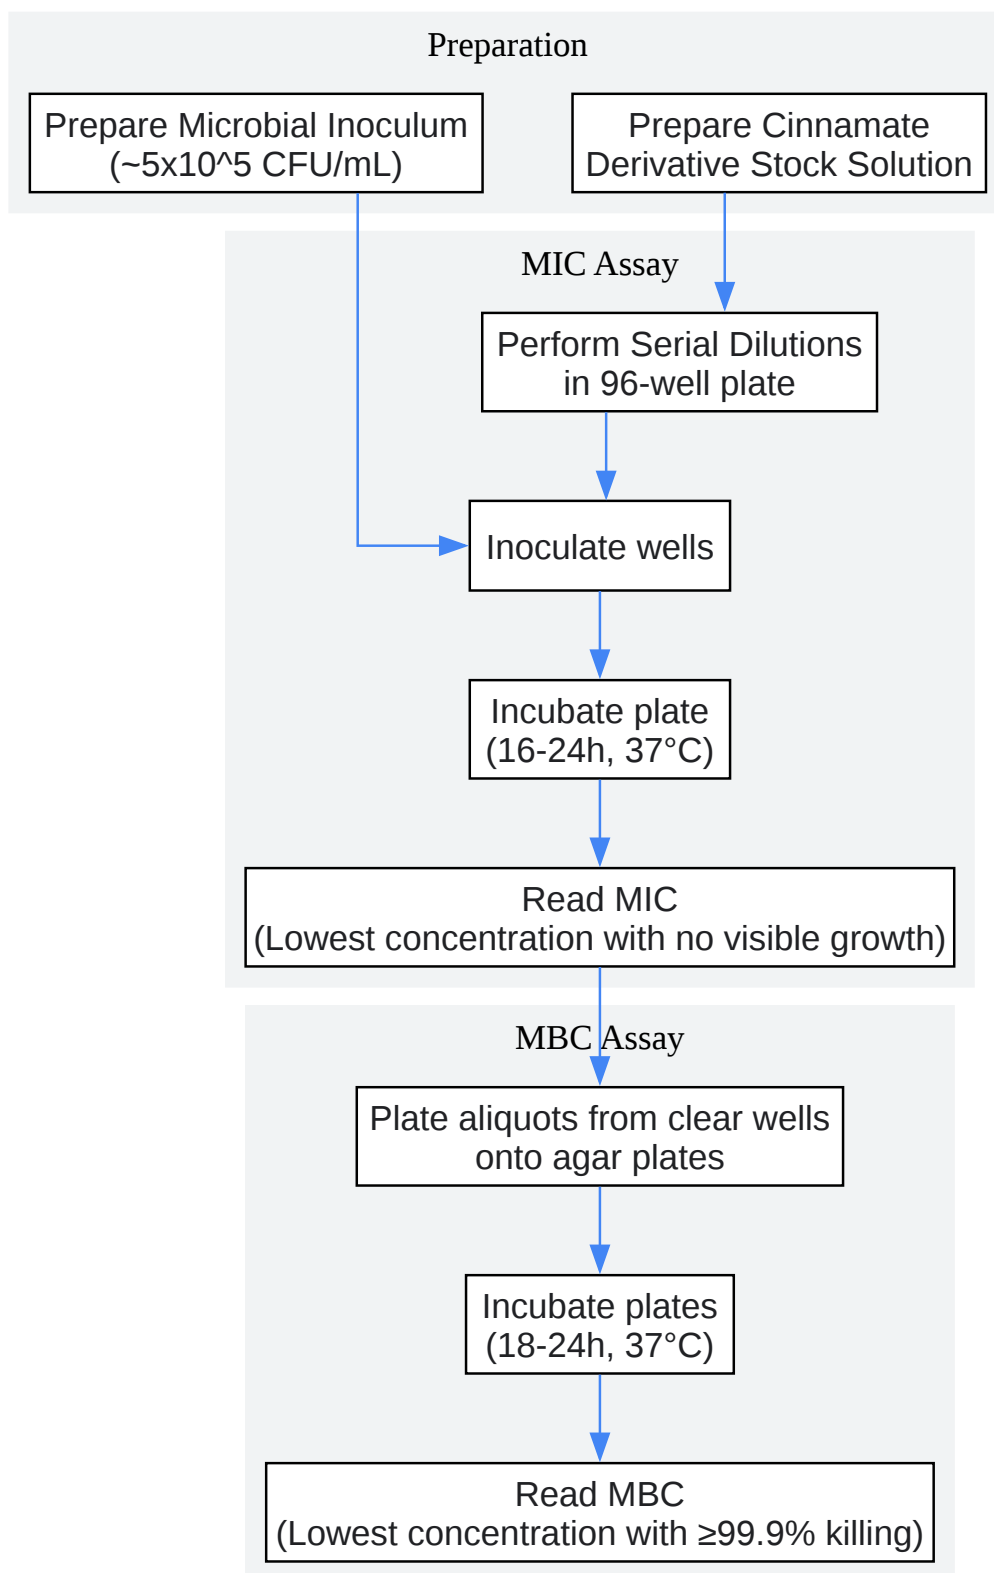 Preparation
Prepare Microbial Inoculum
(~5x10^5 CFU/mL)
Prepare Cinnamate
Derivative Stock Solution
MIC Assay
Perform Serial Dilutions
in 96-well plate
Inoculate wells
Incubate plate
(16-24h, 37°C)
Read MIC
(Lowest concentration with no visible growth)
MBC Assay
Plate aliquots from clear wells
onto agar plates
Incubate plates
(18-24h, 37°C)
Read MBC
(Lowest concentration with ≥99.9% killing)